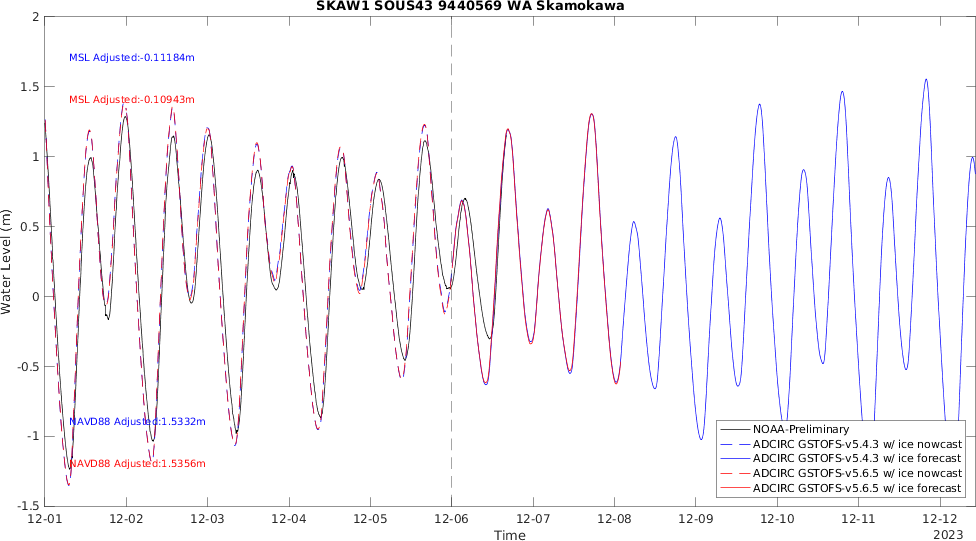 SKAW1 SOUS43 9440569 WA Skamokawa
2
1.5
1
0.5
0
-0.5
-1
-1.5
Water Level (m)
MSL Adjusted:-0.11184m
MSL Adjusted:-0.10943m
NAVD88 Adjusted:1.5332m
NAVD88 Adjusted:1.5356m
NOAA-Preliminary
ADCIRC GSTOFS-v5.4.3 w/ ice nowcast
ADCIRC GSTOFS-v5.4.3 w/ ice forecast
ADCIRC GSTOFS-v5.6.5 w/ ice nowcast
ADCIRC GSTOFS-v5.6.5 w/ ice forecast
12-01 12-02 12-03 12-04 12-05 12-06 12-07 12-08 12-09 12-10 12-11 12-12
Time
2023